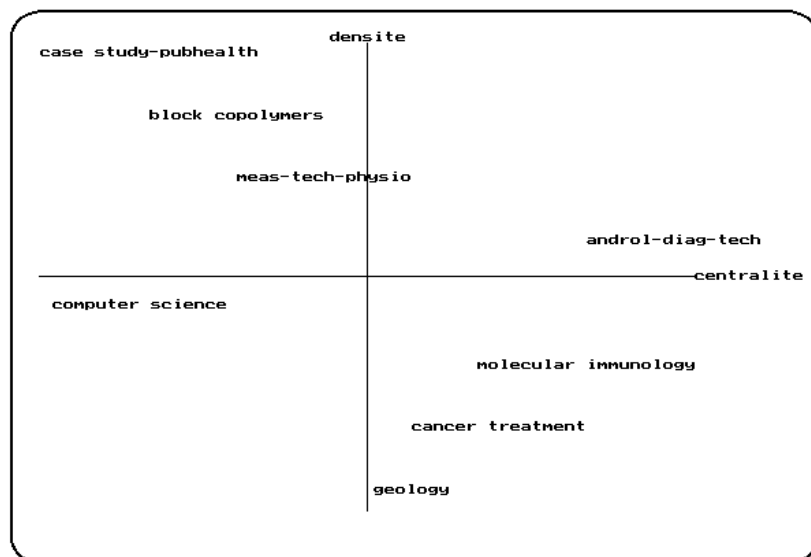 densite
case study-pubhealth
block copolymers
meas-tech-physio
androl-diag-tech
centralite
computer science
molecular immunology
cancer treatment
geology